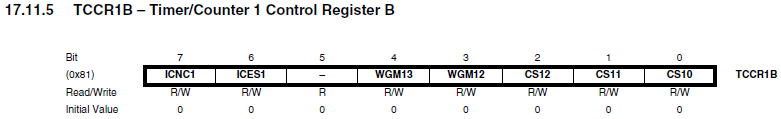 17.11.5 TCCR1B – Timer/Counter 1 Control Register B
Bit 7 6 5 4 3 2 1 0
(0x81) ICNC1 ICES1 – WGM13 WGM12 CS12 CS11 CS10 TCCR1B
Read/Write R/W R/W R R/W R/W R/W R/W R/W
Initial Value 0 0 0 0 0 0 0 0